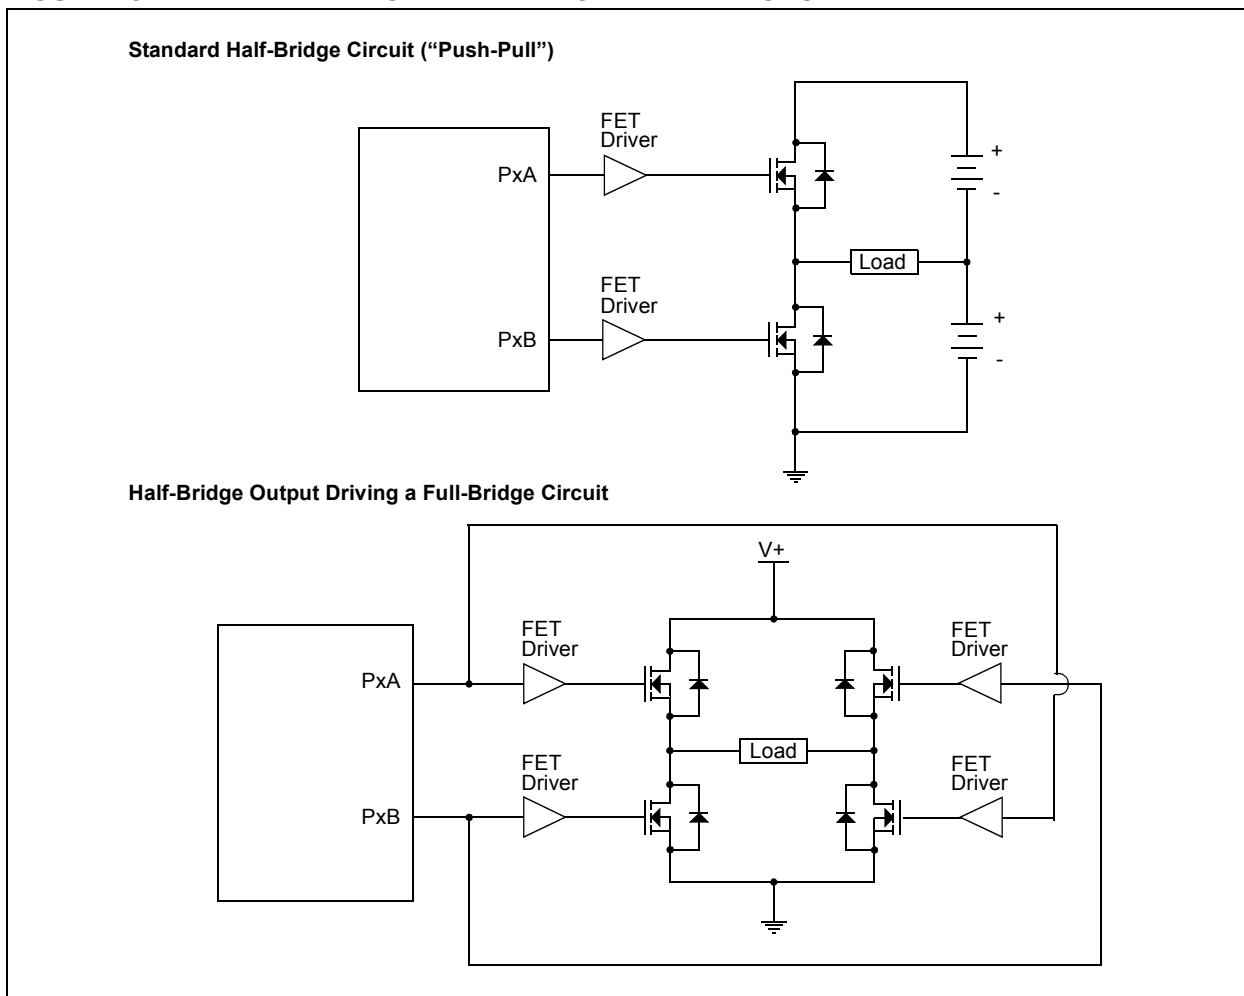 Standard Half-Bridge Circuit (“Push-Pull”)
FET
Driver
PxA
+
-
Load
FET
Driver
PxB
+
-
Half-Bridge Output Driving a Full-Bridge Circuit
V+
FET
Driver
FET
Driver
PxA
Load
FET
Driver
FET
Driver
PxB